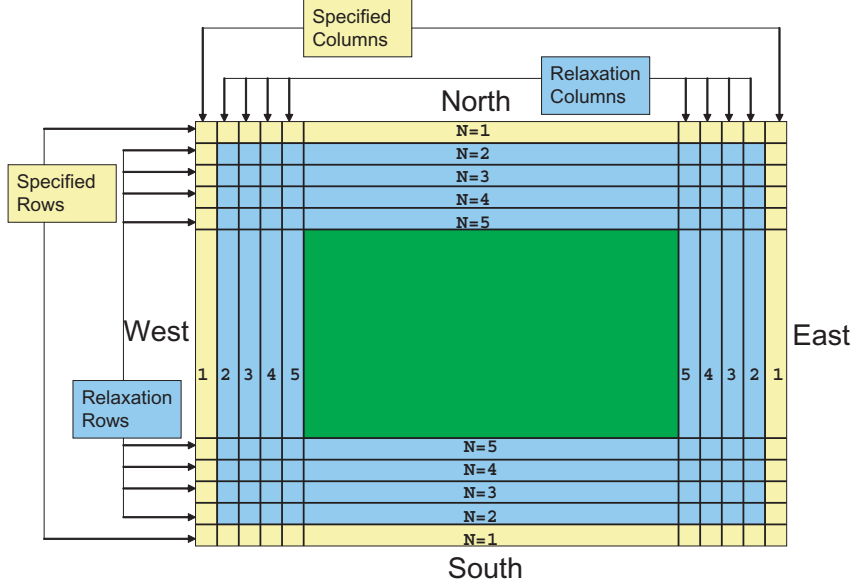 Specified
Columns
Relaxation
Columns
North
N=1
N=2
N=3
N=4
N=5
Specified
Rows
West
East
1 2 3 4 5
5 4 3 2 1
Relaxation
Rows
N=5
N=4
N=3
N=2
N=1
South